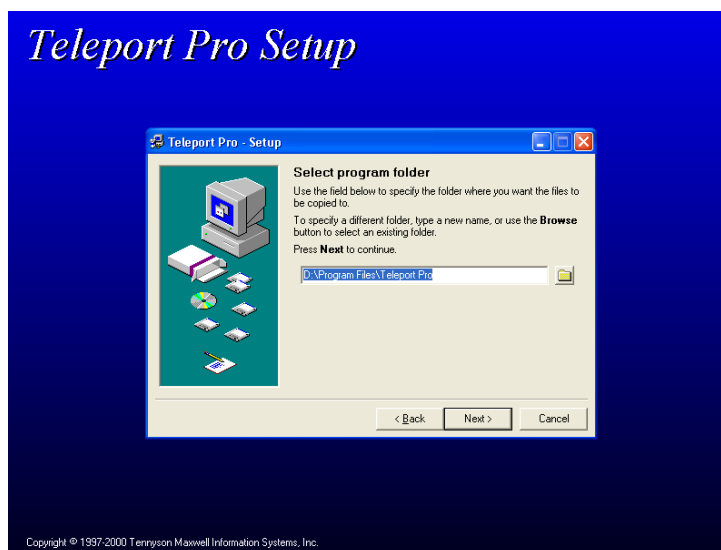 Teleport Pro Setup
Teleport Pro - Setup
Select program folder
Use the field below to specify the folder where you want the files to
be copied to.
To specify a different folder, type a new name, or use the Browse
button to select an existing folder.
Press Next to continue.
D:\Program Files\Teleport Pro
< Back
Next >
Cancel
Copyright © 1997-2000 Tennyson Maxwell Information Systems, Inc.